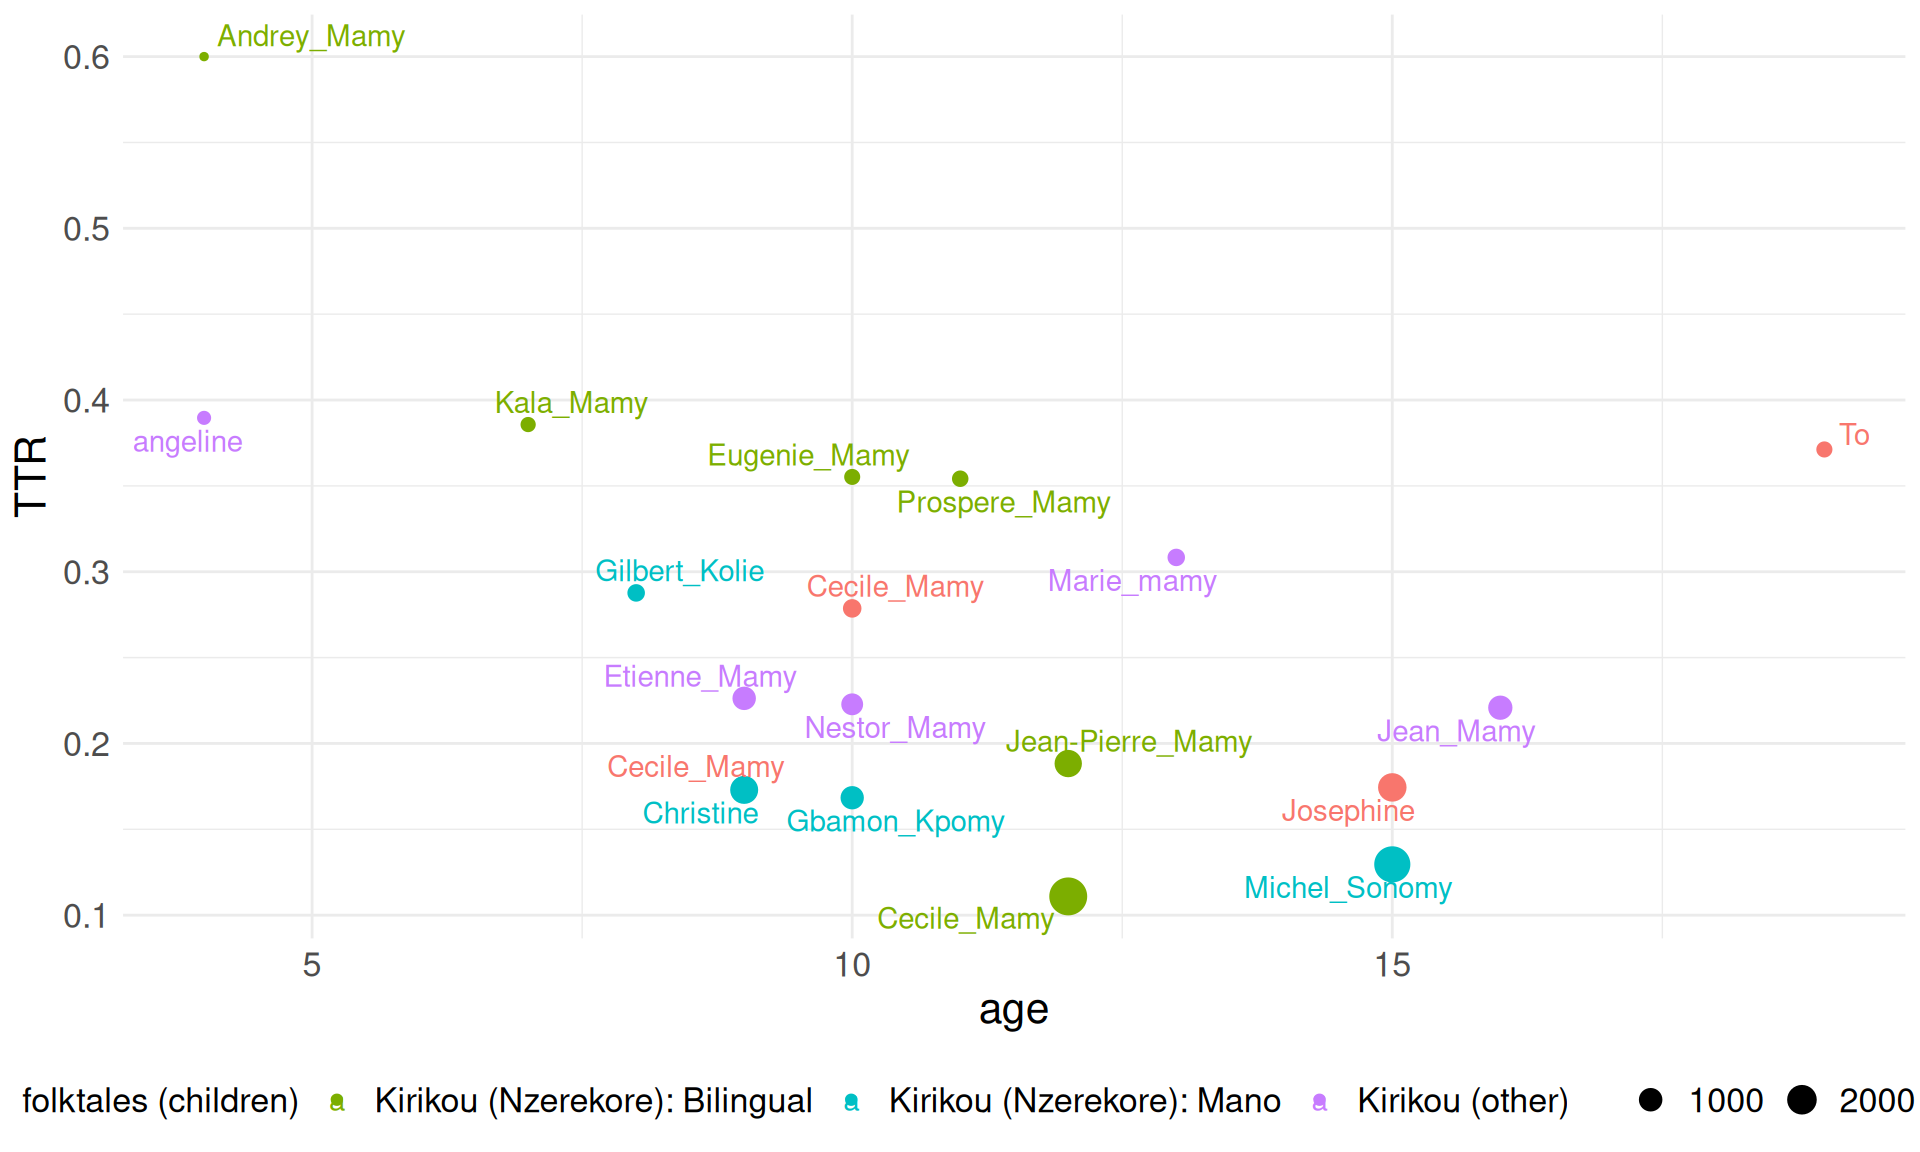 Andrey_Mamy
0.6
0.5
0.4
Kala_Mamy
angeline
To
TTR
Eugenie_Mamy
Prospere_Mamy
0.3
Gilbert_Kolie
Cecile_Mamy
Marie_mamy
Etienne_Mamy
Nestor_Mamy
Jean_Mamy
0.2
Jean-Pierre_Mamy
Cecile_Mamy
Christine
Gbamon_Kpomy
Josephine
Michel_Sonomy
0.1
Cecile_Mamy
5 10 15
age
folktales (children) a Kirikou (Nzerekore): Bilingual a Kirikou (Nzerekore): Mano a Kirikou (other) 1000 2000